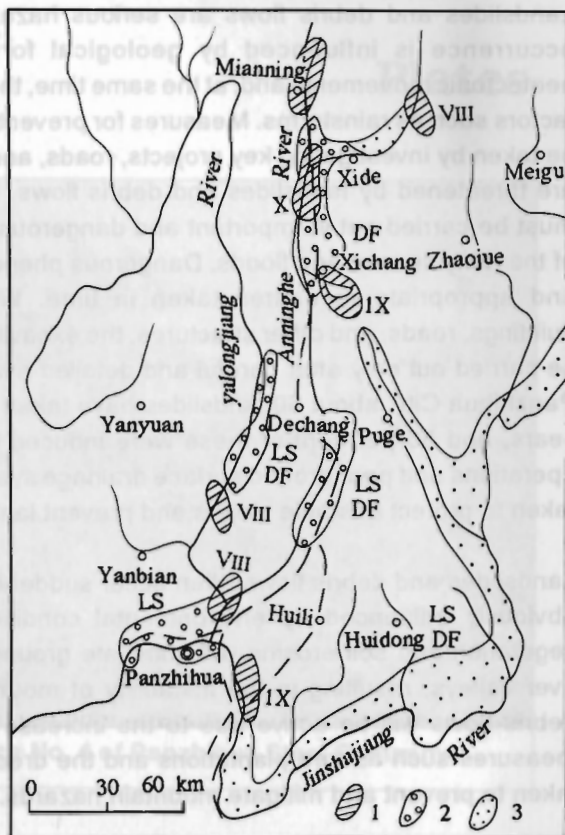 Mianning
VIII
River
River
Xide
Meigu
X
DF
Xichang
Zhaojue
IX
yalongjiang
Anninghe
Yanyuan
Dechang
Puge
LS
DF
LS
DF
VIII
VIII
Yanbian
LS
Huili
LS
Huidong DF
Panzhihua
IX
Jinshajiang River
0 30 60 km
1 2 3